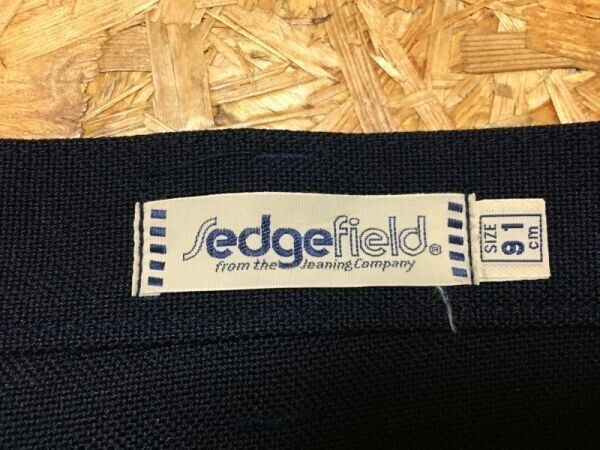 Sedgefield®
from the Jeaning Company
SIZE
91
cm